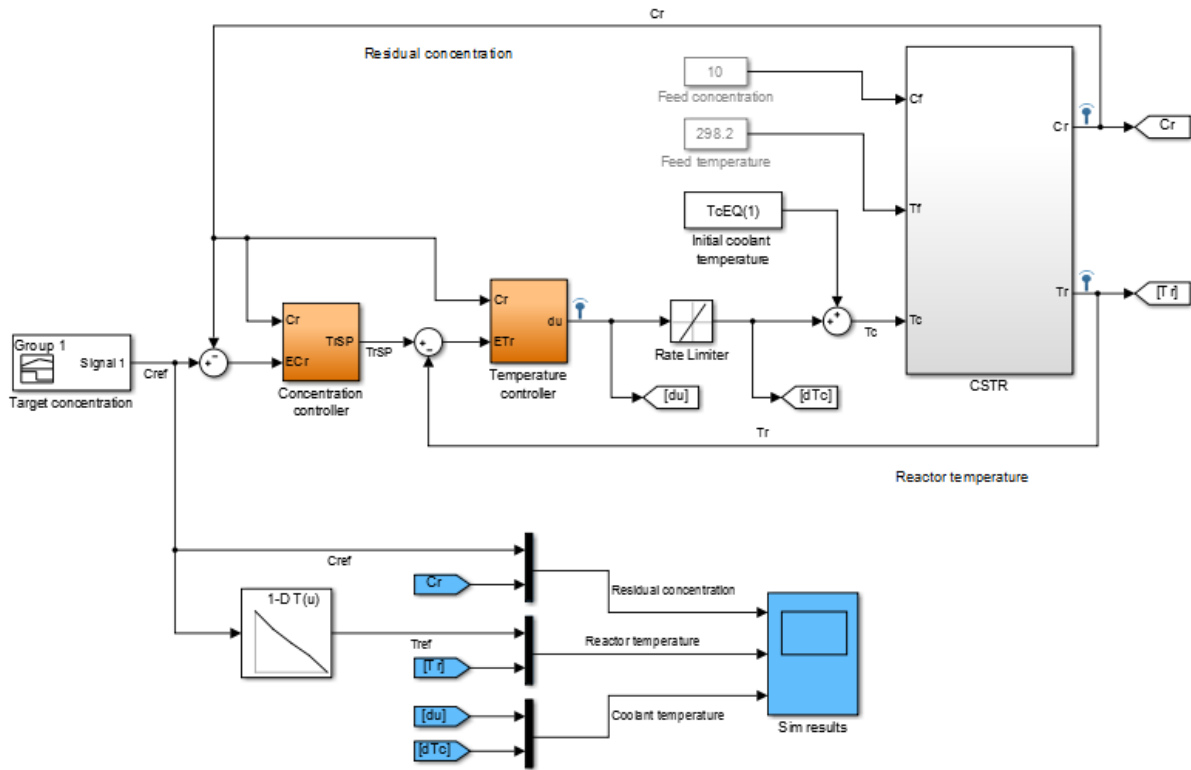 Cr
Residual concentration
10
Feed concentration
Cf
298.2
Feed temperature
Cr
Cr
TcEQ(1)
Initial coolant
temperature
Tf
Cr
TrSP
ECr
Concentration
controller
TrSP
+
-
Cr
du
ETr
Temperature
controller
Rate Limiter
+
+
Tc
Tc
Tr
[Tr]
CSTR
Group 1
Signal 1
Target concentration
Cref
+
-
[du]
[dTc]
Tr
Reactor temperature
Cref
Cr
Residual concentration
1-D T(u)
Tref
[Tr]
Reactor temperature
[du]
[dTc]
Coolant temperature
Sim results